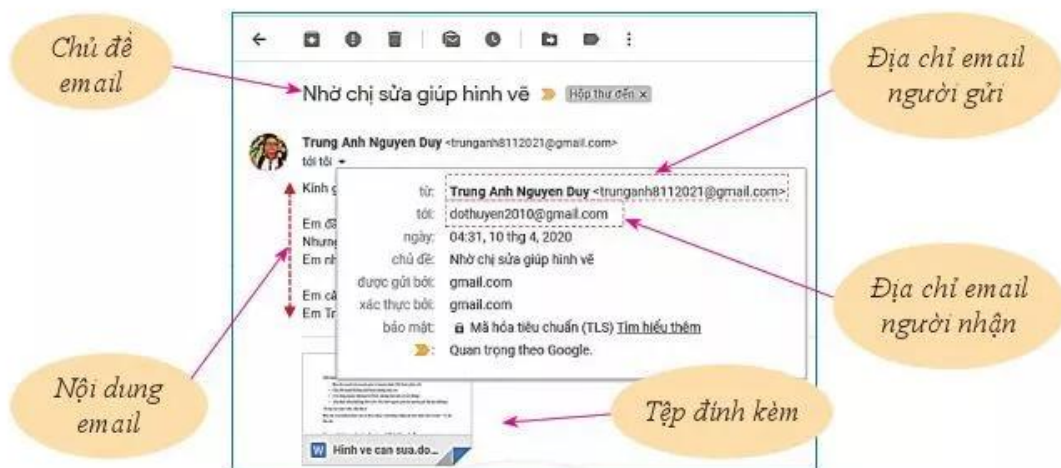 Chủ đề
email
Địa chỉ email
người gửi
Nhờ chị sửa giúp hình vẽ
Hộp thư đến x
Trung Anh Nguyen Duy <trunganh8112021@gmail.com>
tới tôi
Kính g
từ: Trung Anh Nguyen Duy <trunganh8112021@gmail.com>
tới: dothuyen2010@gmail.com
Em đã
Nhưng
ngày: 04:31, 10 thg 4, 2020
Em nh
chủ đề: Nhờ chị sửa giúp hình vẽ
được gửi bởi: gmail.com
Em cả
xác thực bởi: gmail.com
Em Tr
bảo mật: Mã hóa tiêu chuẩn (TLS) Tìm hiểu thêm
: Quan trọng theo Google.
Địa chỉ email
người nhận
Nội dung
email
Tệp đính kèm
W Hinh ve can sua.do...